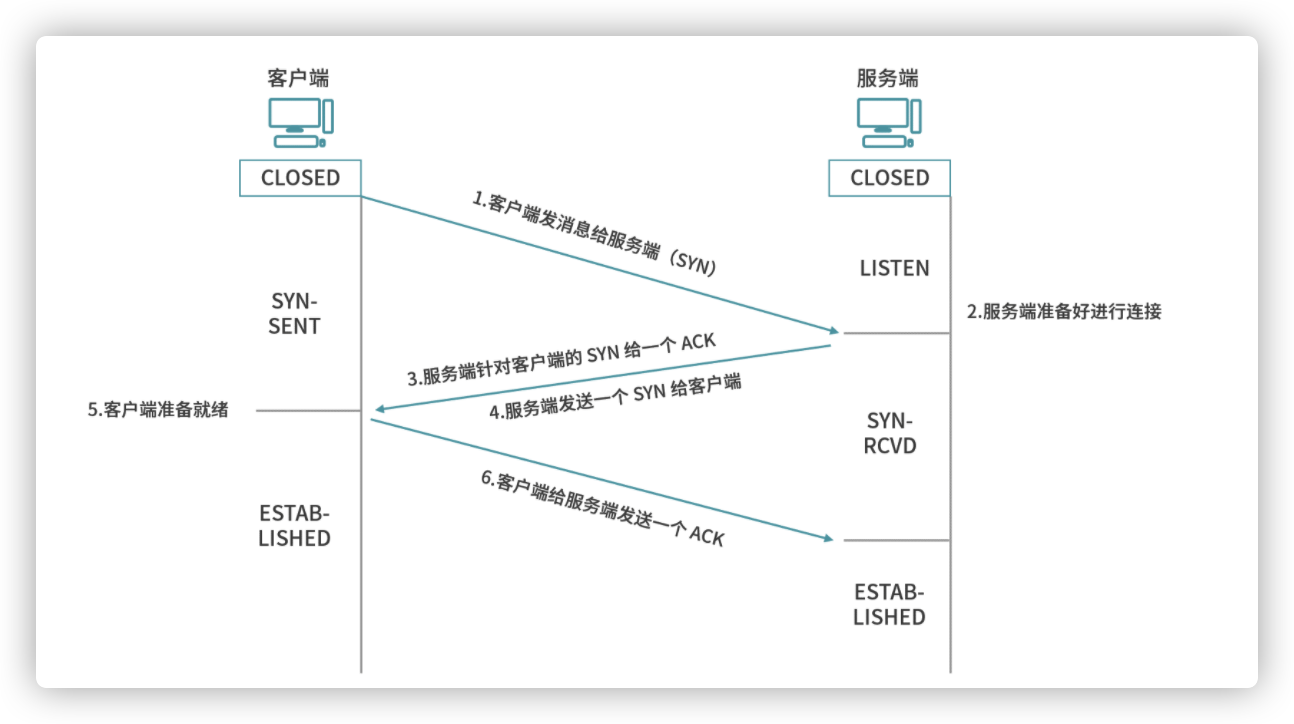 客户端
服务端
CLOSED
CLOSED
1.客户端发消息给服务端（SYN）
LISTEN
SYN-
SENT
2.服务端准备好进行连接
3.服务端针对客户端的 SYN 给一个 ACK
4.服务端发送一个 SYN 给客户端
5.客户端准备就绪
SYN-
RCVD
6.客户端给服务端发送一个 ACK
ESTAB-
LISHED
ESTAB-
LISHED